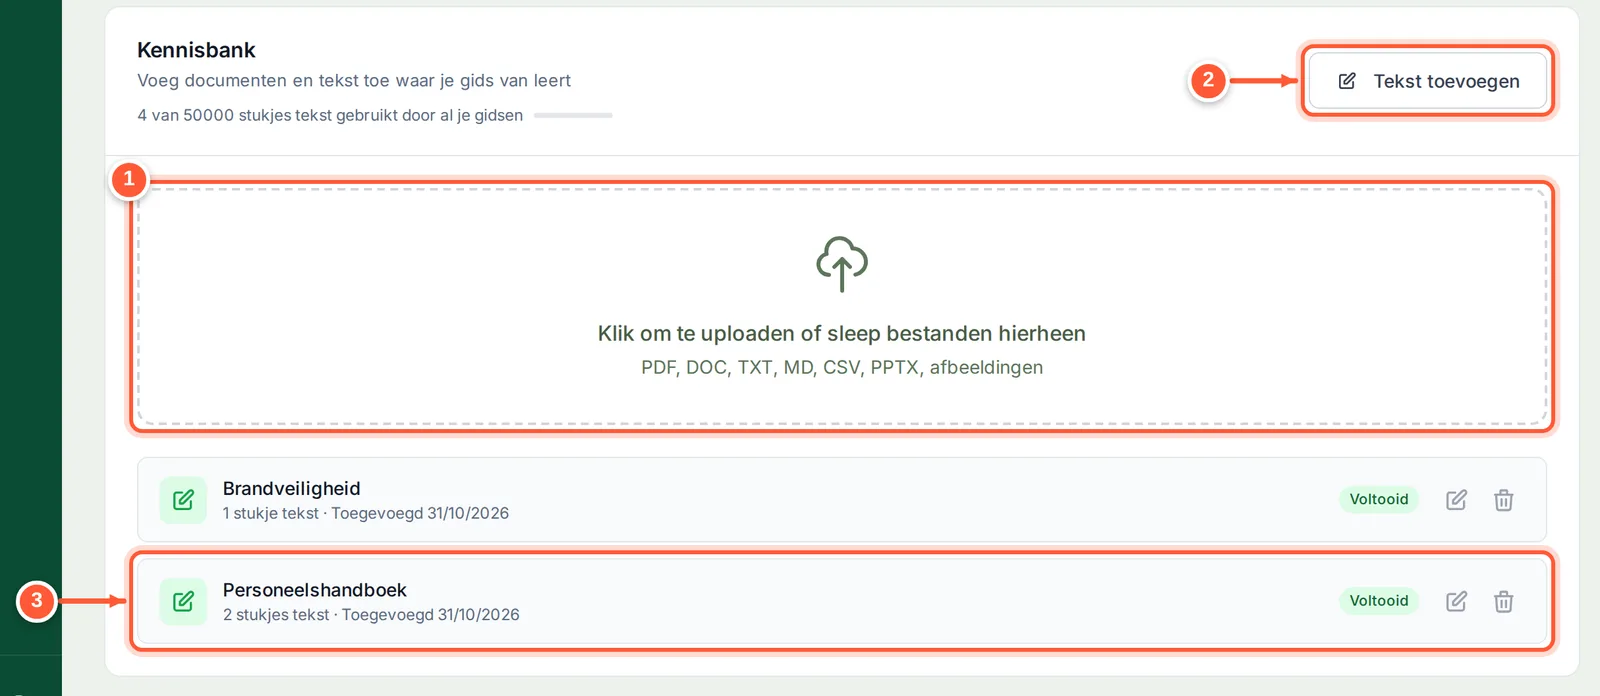 Kennisbank
Voeg documenten en tekst toe waar je gids van leert
4 van 50000 stukjes tekst gebruikt door al je gidsen
2
Tekst toevoegen
1
Klik om te uploaden of sleep bestanden hierheen
PDF, DOC, TXT, MD, CSV, PPTX, afbeeldingen
Brandveiligheid
1 stukje tekst · Toegevoegd 31/10/2026
Voltooid
3
Personeelshandboek
2 stukjes tekst · Toegevoegd 31/10/2026
Voltooid